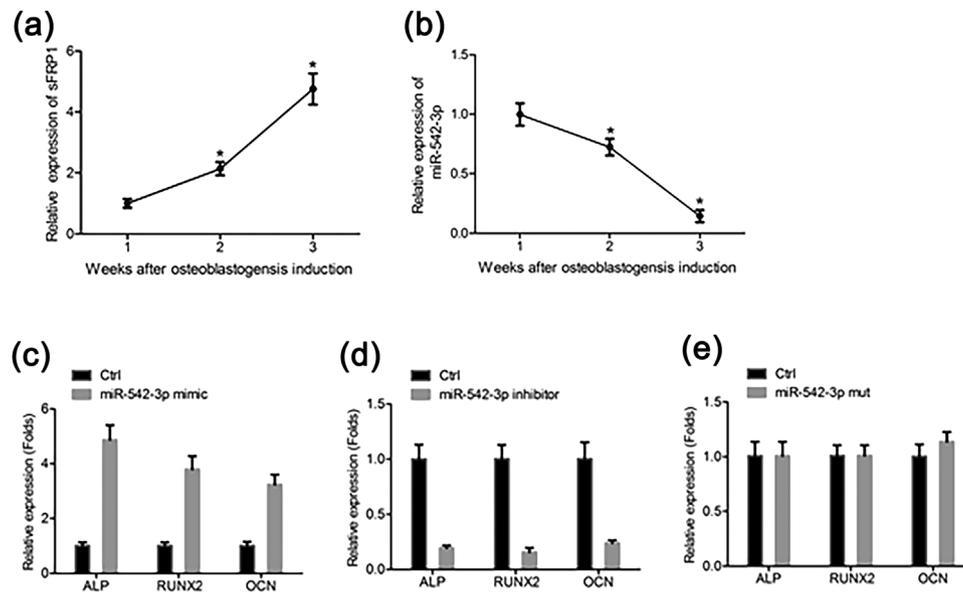 (a)
Relative expression of sFRP1
6
4
2
0
*
*
1 2 3
Weeks after osteoblastogensis induction
(b)
Relative expression of
miR-542-3p
1.5
1.0
0.5
0.0
*
*
1 2 3
Weeks after osteoblastogensis induction
(c)
Ctrl
miR-542-3p mimic
Relative expression (Folds)
6
4
2
0
ALP RUNX2 OCN
(d)
Ctrl
miR-542-3p inhibitor
Relative expression (Folds)
1.5
1.0
0.5
0.0
ALP RUNX2 OCN
(e)
Ctrl
miR-542-3p mut
Relative expression (Folds)
1.5
1.0
0.5
0.0
ALP RUNX2 OCN